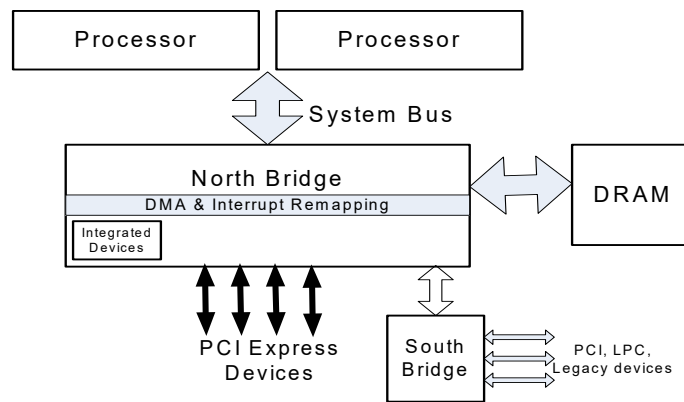 Processor
Processor
System Bus
North Bridge
DMA & Interrupt Remapping
Integrated
Devices
DRAM
PCI Express
Devices
South
Bridge
PCI, LPC,
Legacy devices